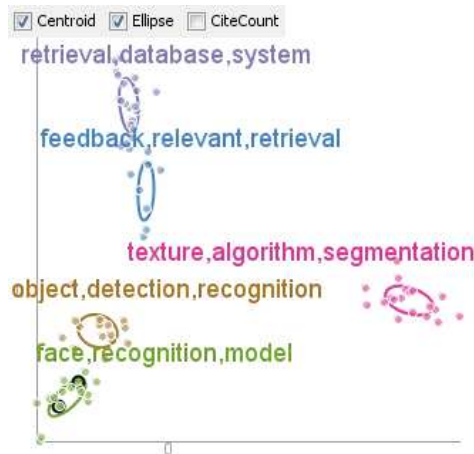 Centroid Ellipse CiteCount
retrieval,database,system
feedback,relevant,retrieval
texture,algorithm,segmentation
object,detection,recognition
face,recognition,model